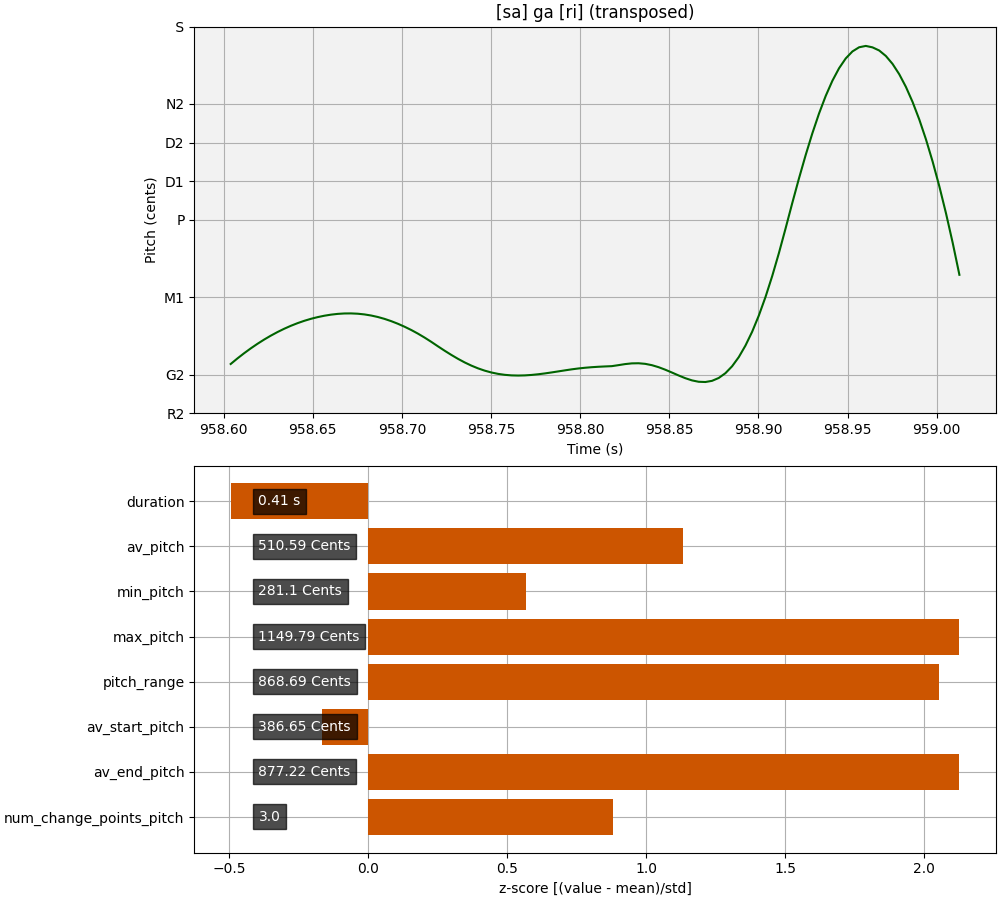 [sa] ga [ri] (transposed)
S
N2
D2
D1
P
M1
G2
R2
Pitch (cents)
958.60 958.65 958.70 958.75 958.80 958.85 958.90 958.95 959.00
Time (s)
duration 0.41 s
av_pitch 510.59 Cents
min_pitch 281.1 Cents
max_pitch 1149.79 Cents
pitch_range 868.69 Cents
av_start_pitch 386.65 Cents
av_end_pitch 877.22 Cents
num_change_points_pitch 3.0
−0.5 0.0 0.5 1.0 1.5 2.0
z-score [(value - mean)/std]